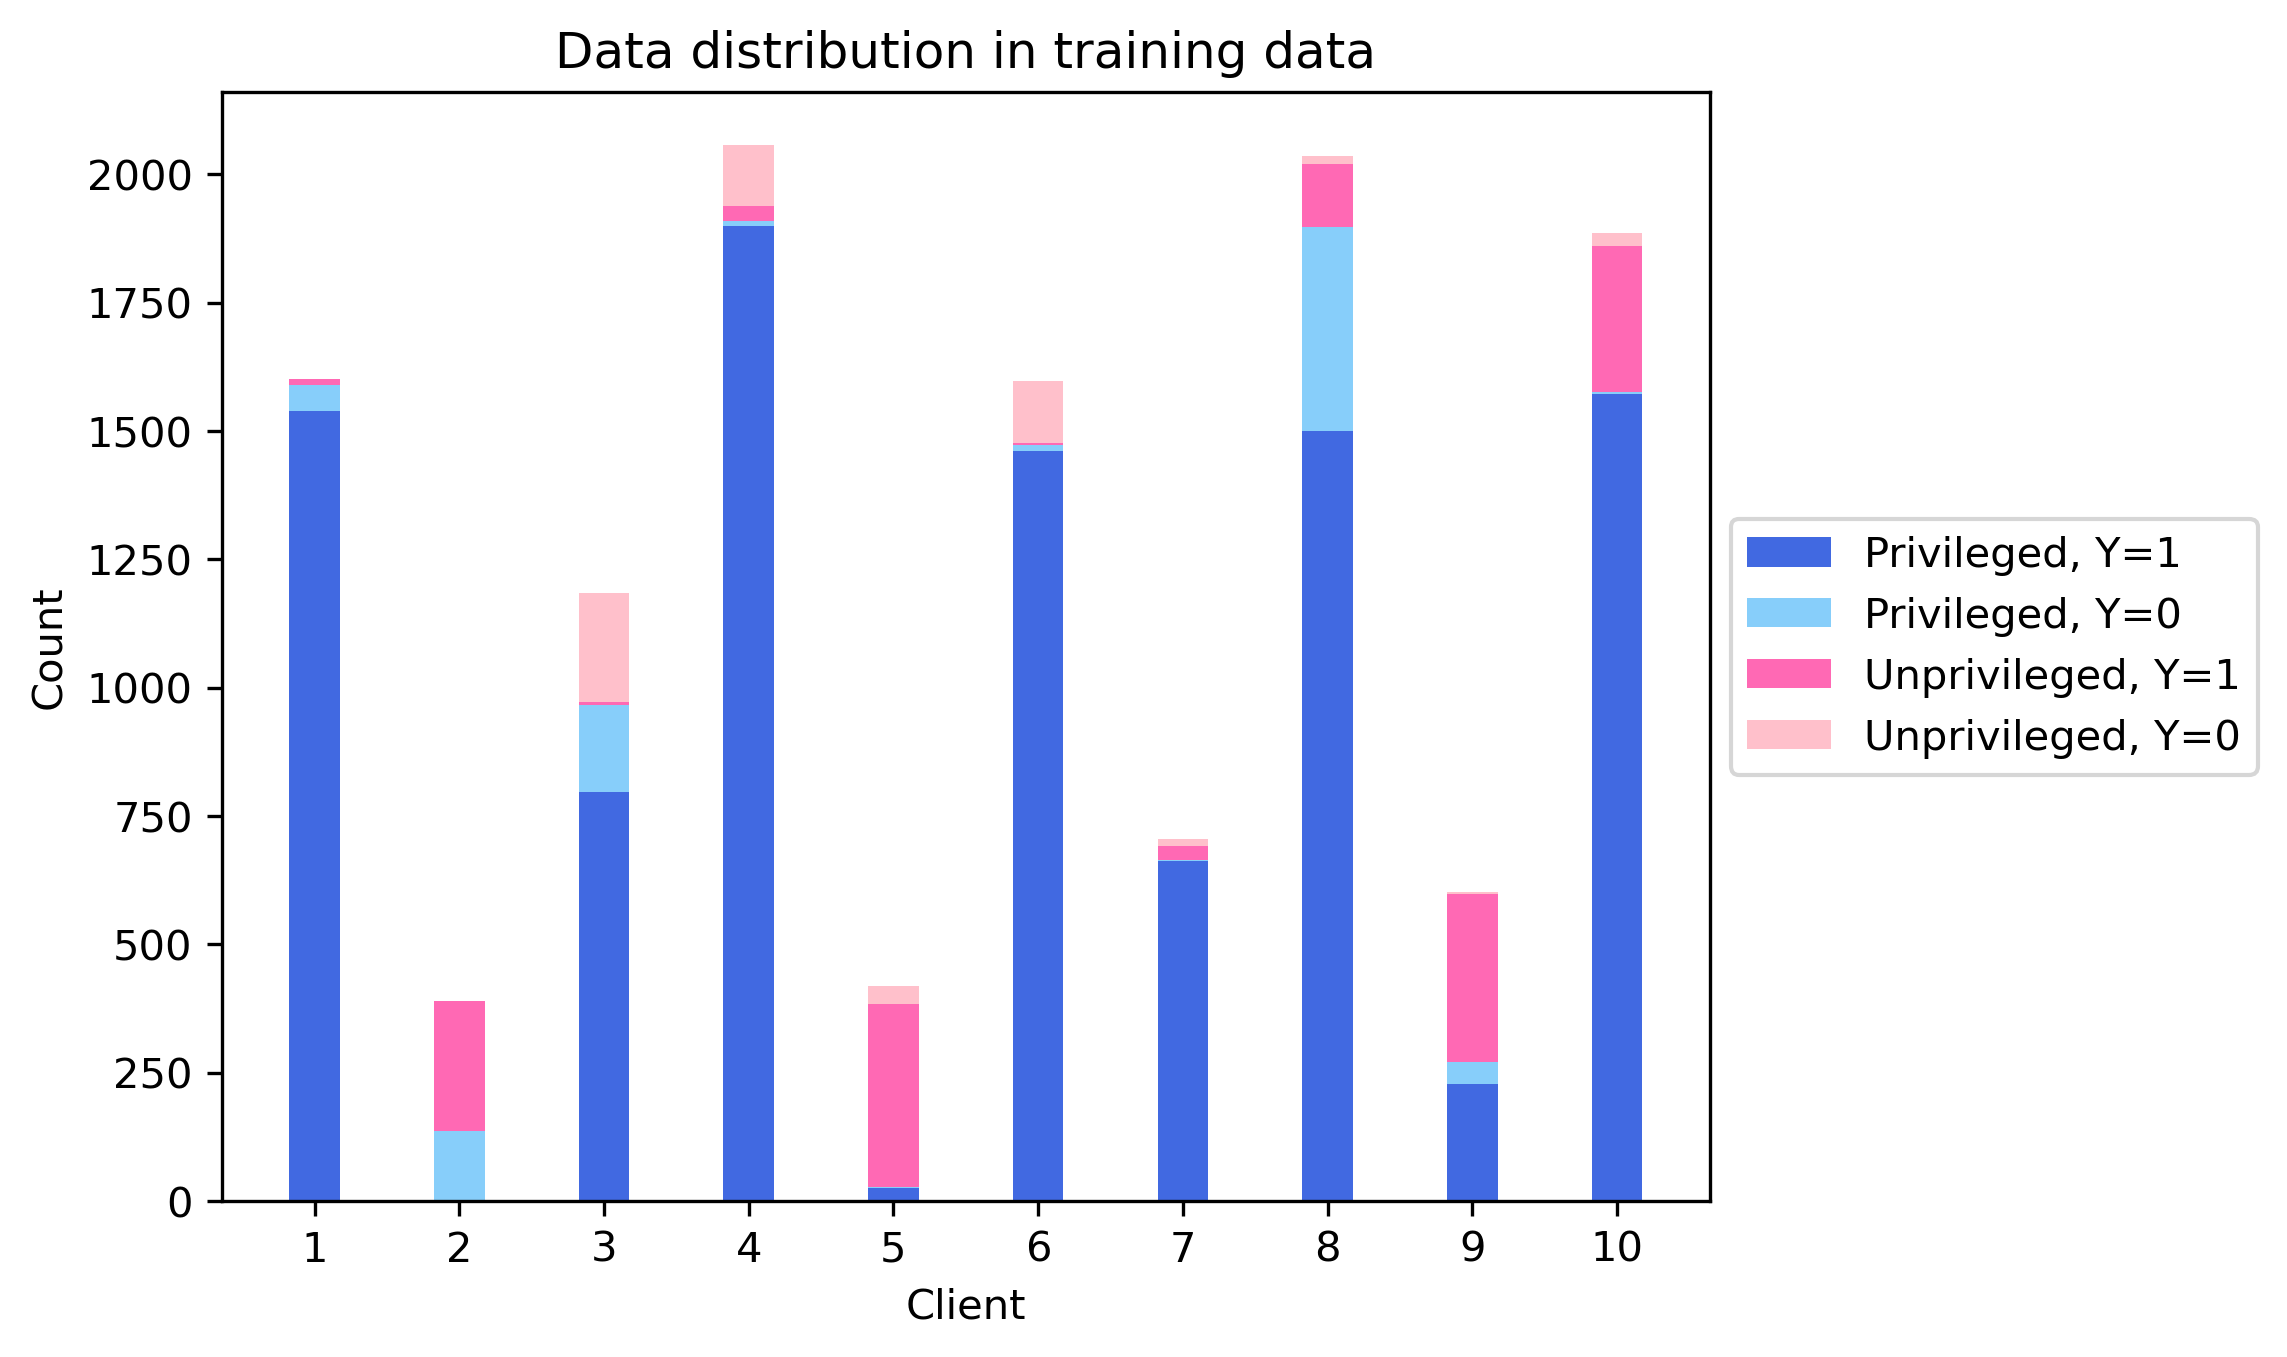 Data distribution in training data
Count
2000
1750
1500
1250
1000
750
500
250
0
1 2 3 4 5 6 7 8 9 10
Client
Privileged, Y=1
Privileged, Y=0
Unprivileged, Y=1
Unprivileged, Y=0